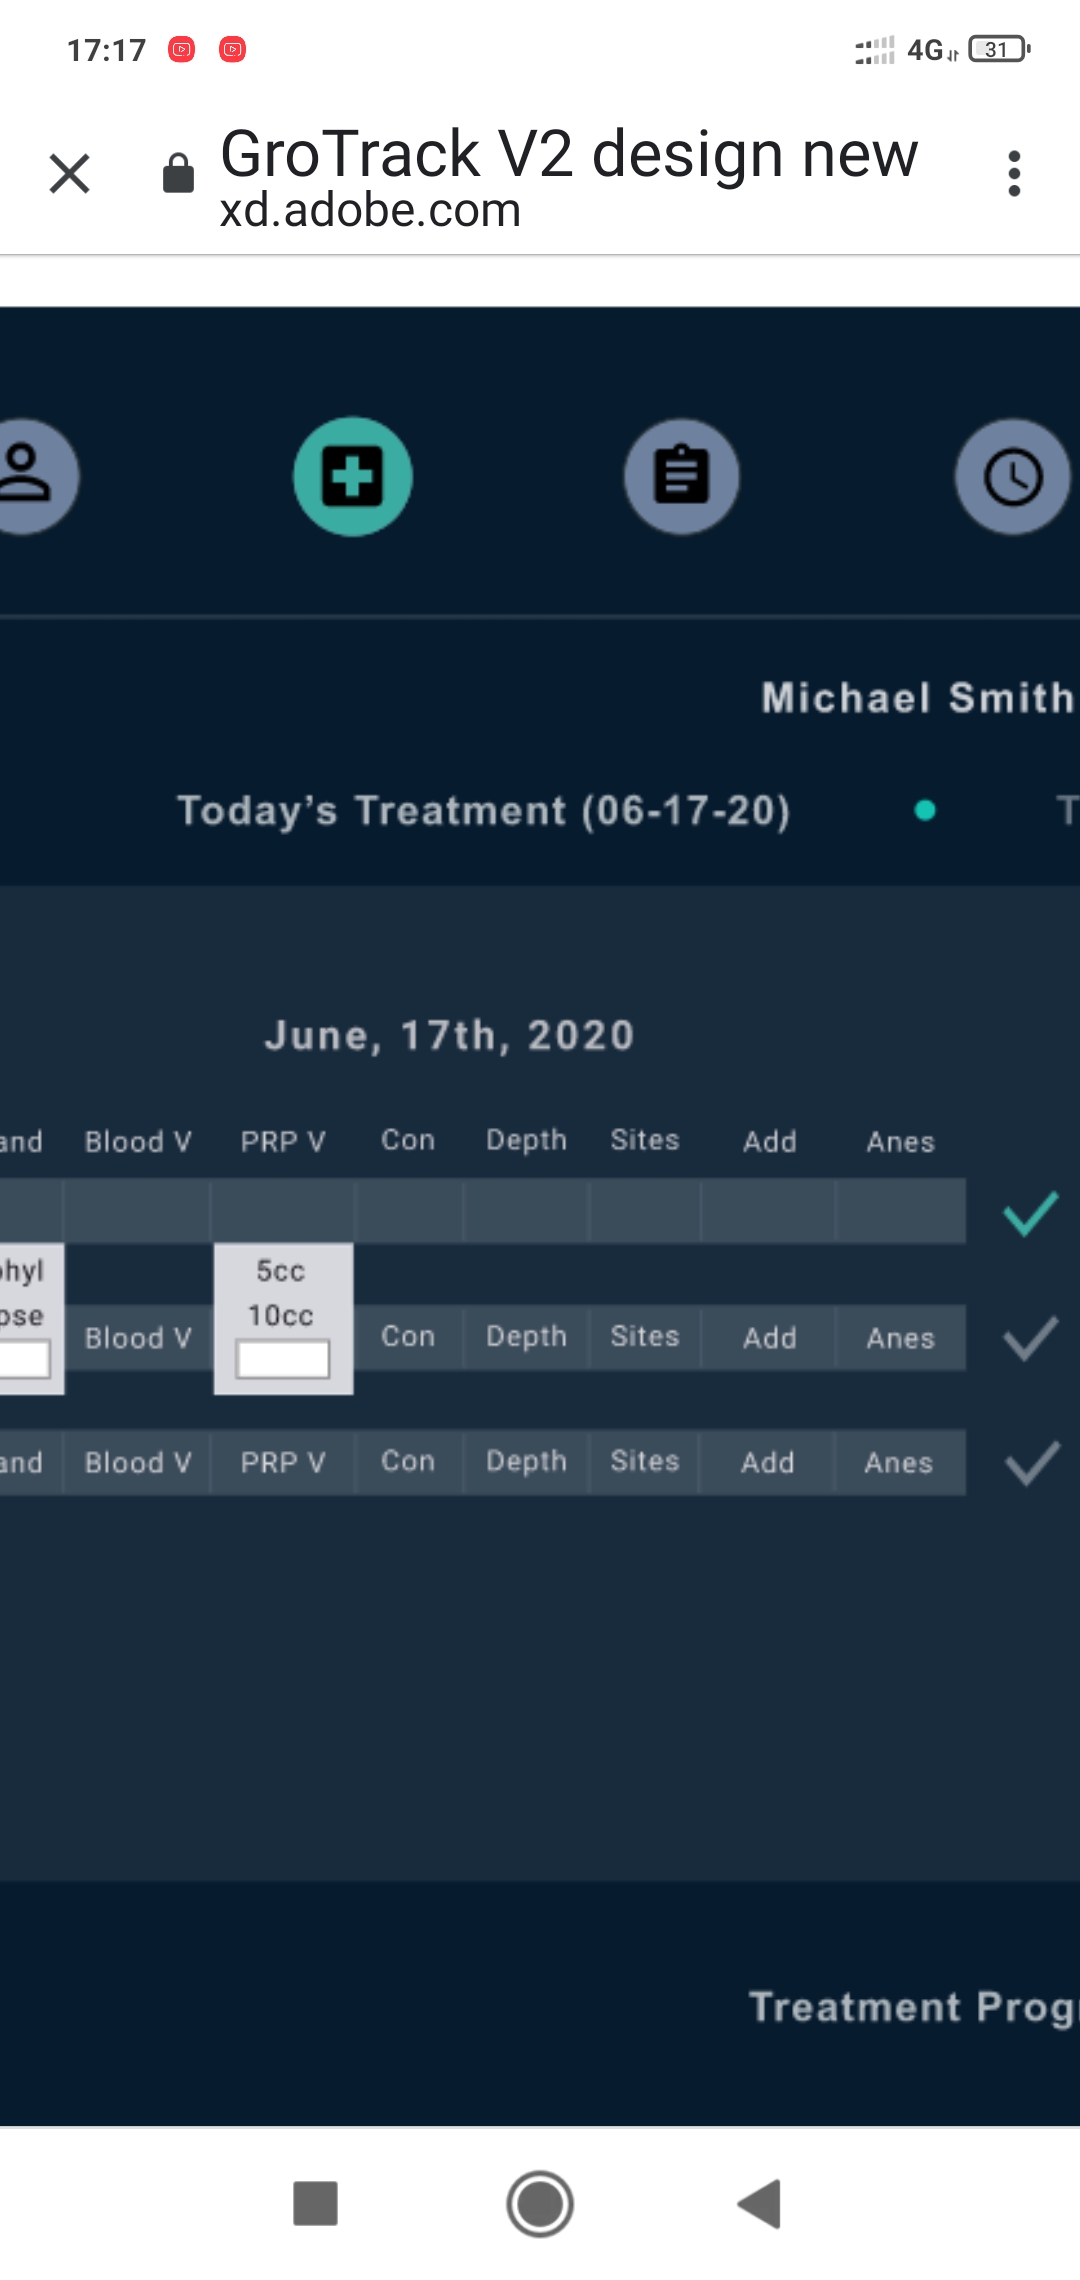 17:17 4G 31
GroTrack V2 design new
xd.adobe.com
Michael Smith
Today’s Treatment (06-17-20) T
June, 17th, 2020
and Blood V PRP V Con Depth Sites Add Anes
phyl 5cc
ose 10cc
Blood V Con Depth Sites Add Anes
and Blood V PRP V Con Depth Sites Add Anes
Treatment Progr